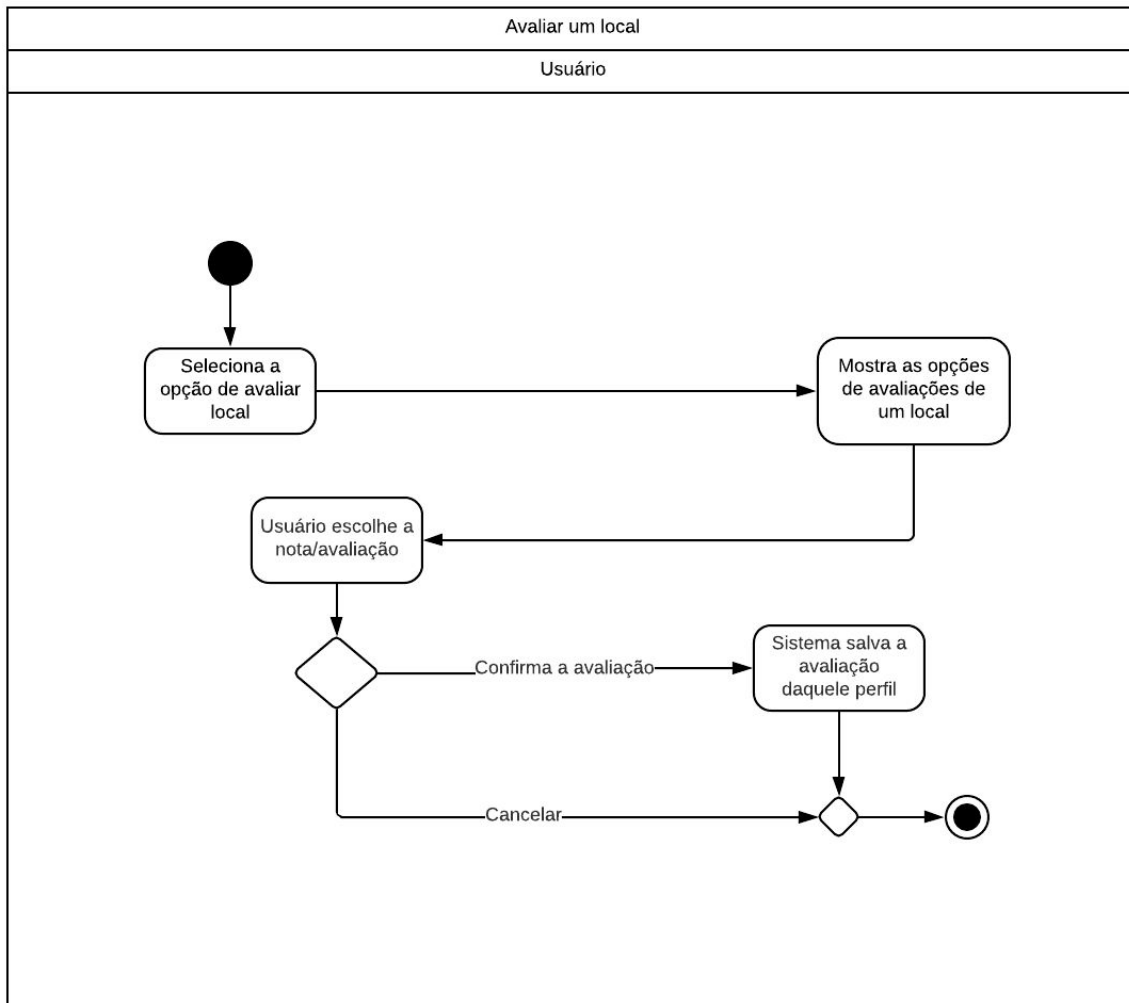 Avaliar um local
Usuário
Seleciona a
opção de avaliar
local
Mostra as opções
de avaliações de
um local
Usuário escolhe a
nota/avaliação
Confirma a avaliação
Sistema salva a
avaliação
daquele perfil
Cancelar